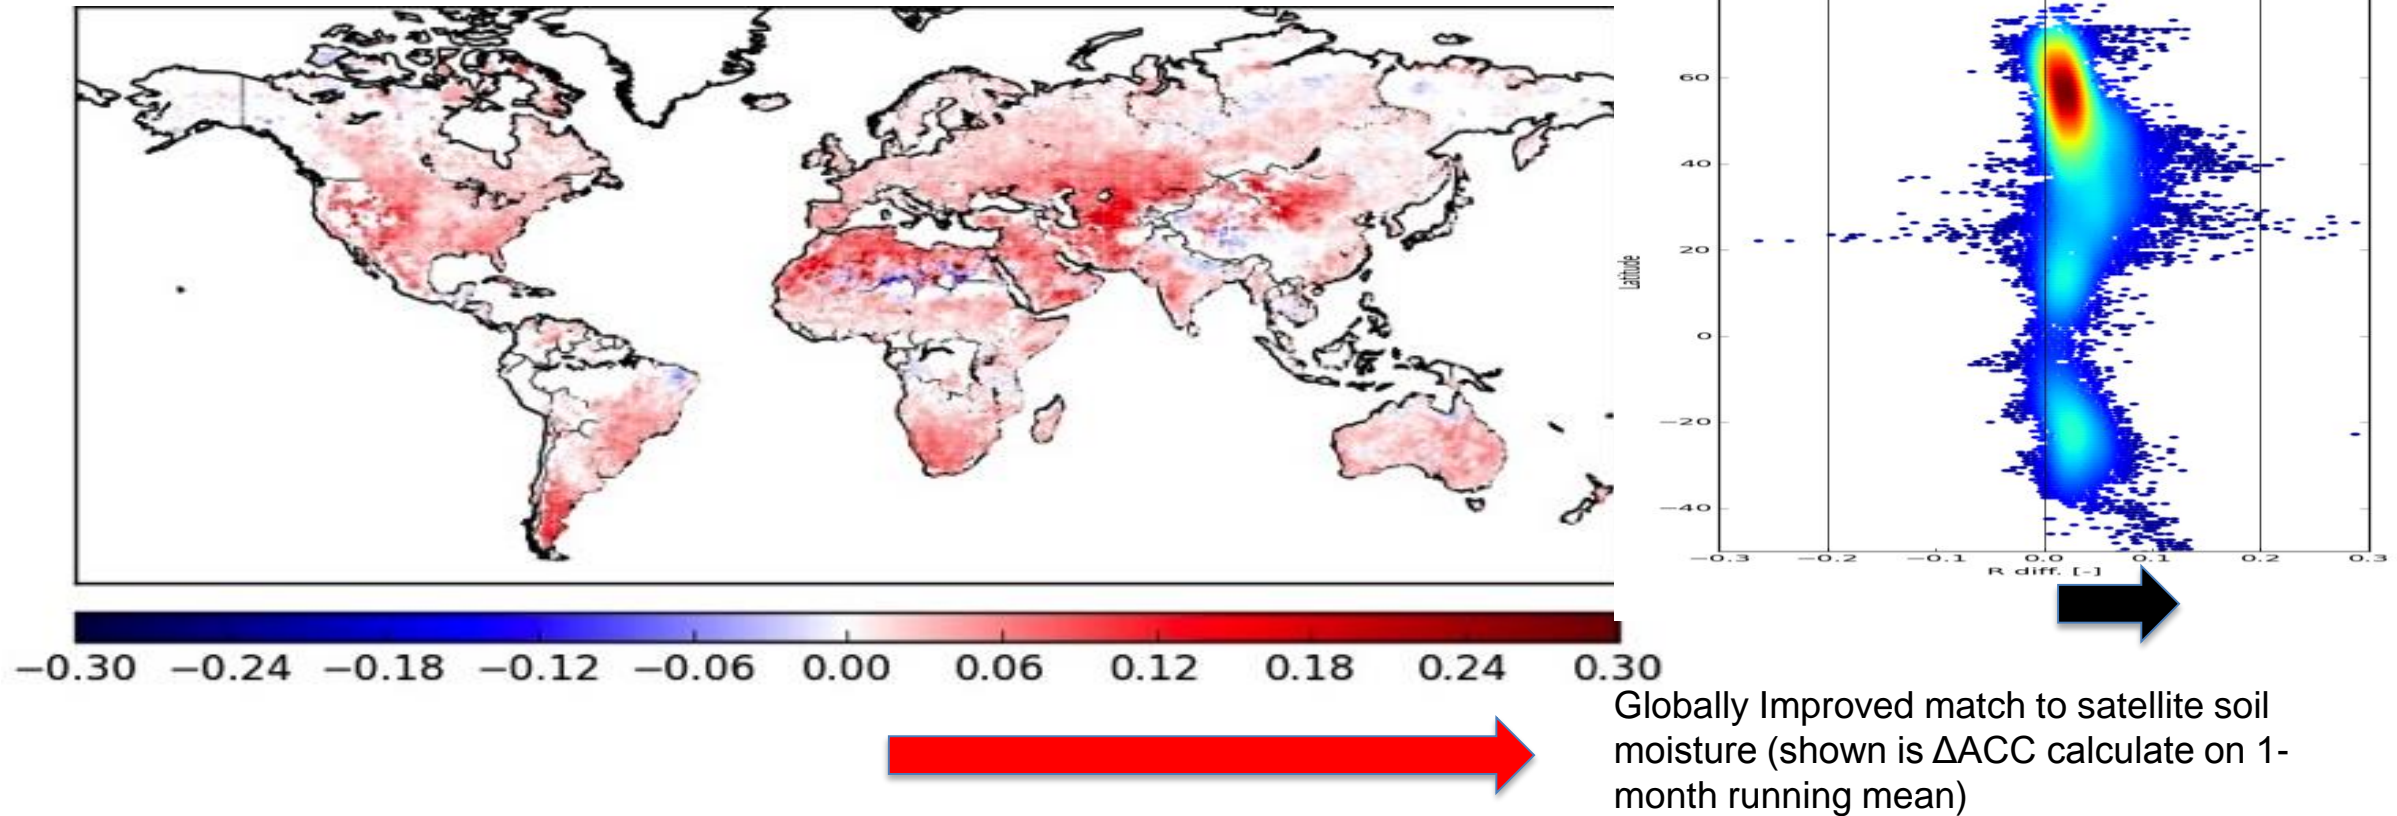 60
40
20
0
−20
−40
Latitude
−0.3 −0.2 −0.1 0.0 0.1 0.2 0.3
R diff. [-]
−0.30 −0.24 −0.18 −0.12 −0.06 0.00 0.06 0.12 0.18 0.24 0.30
Globally Improved match to satellite soil
moisture (shown is ΔACC calculate on 1-
month running mean)